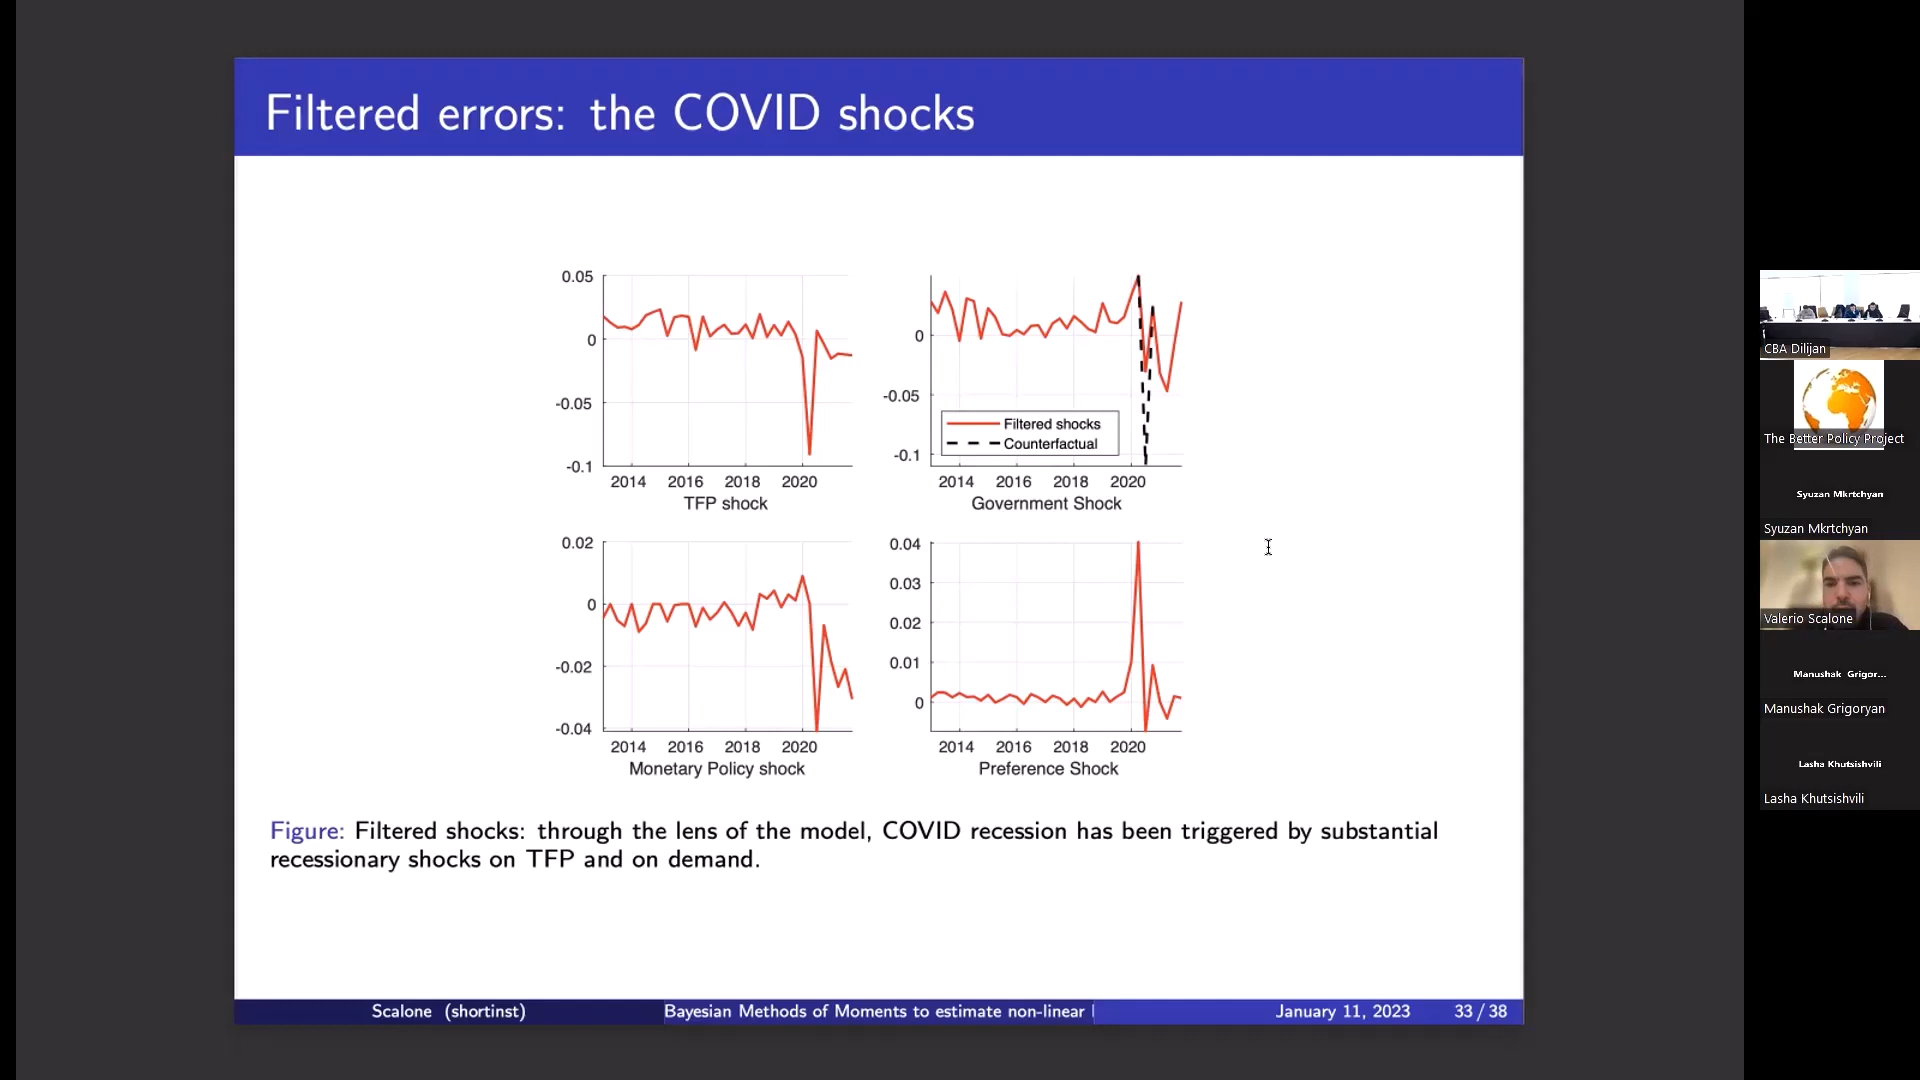 Filtered errors: the COVID shocks
0.05
0
-0.05
-0.1
2014 2016 2018 2020
TFP shock
0
-0.05
-0.1
Filtered shocks
Counterfactual
2014 2016 2018 2020
Government Shock
0.02
0
-0.02
-0.04
2014 2016 2018 2020
Monetary Policy shock
0.04
0.03
0.02
0.01
0
2014 2016 2018 2020
Preference Shock
Figure: Filtered shocks: through the lens of the model, COVID recession has been triggered by substantial
recessionary shocks on TFP and on demand.
Scalone (shortinst) Bayesian Methods of Moments to estimate non-linear January 11, 2023 33 / 38
CBA Dilijan
The Better Policy Project
Syuzan Mkrtchyan
Syuzan Mkrtchyan
Valerio Scalone
Manushak Grigor...
Manushak Grigoryan
Lasha Khutsishvili
Lasha Khutsishvili